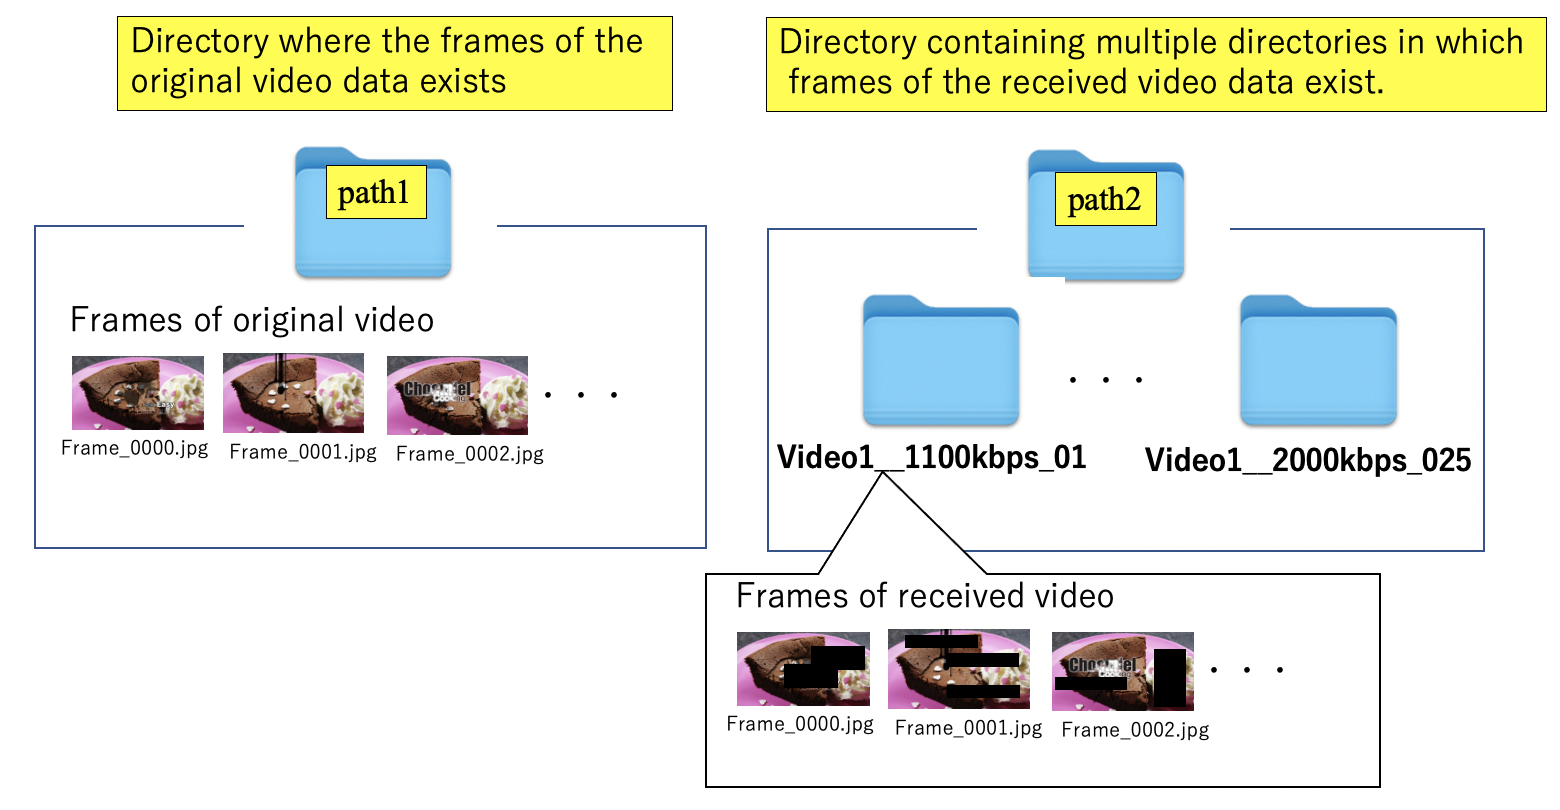 Directory where the frames of the
original video data exists
Directory containing multiple directories in which
frames of the received video data exist.
path1
path2
Frames of original video
Frame_0000.jpg
Frame_0001.jpg
Frame_0002.jpg
Video1__1100kbps_01
Video1__2000kbps_025
Frames of received video
Frame_0000.jpg
Frame_0001.jpg
Frame_0002.jpg